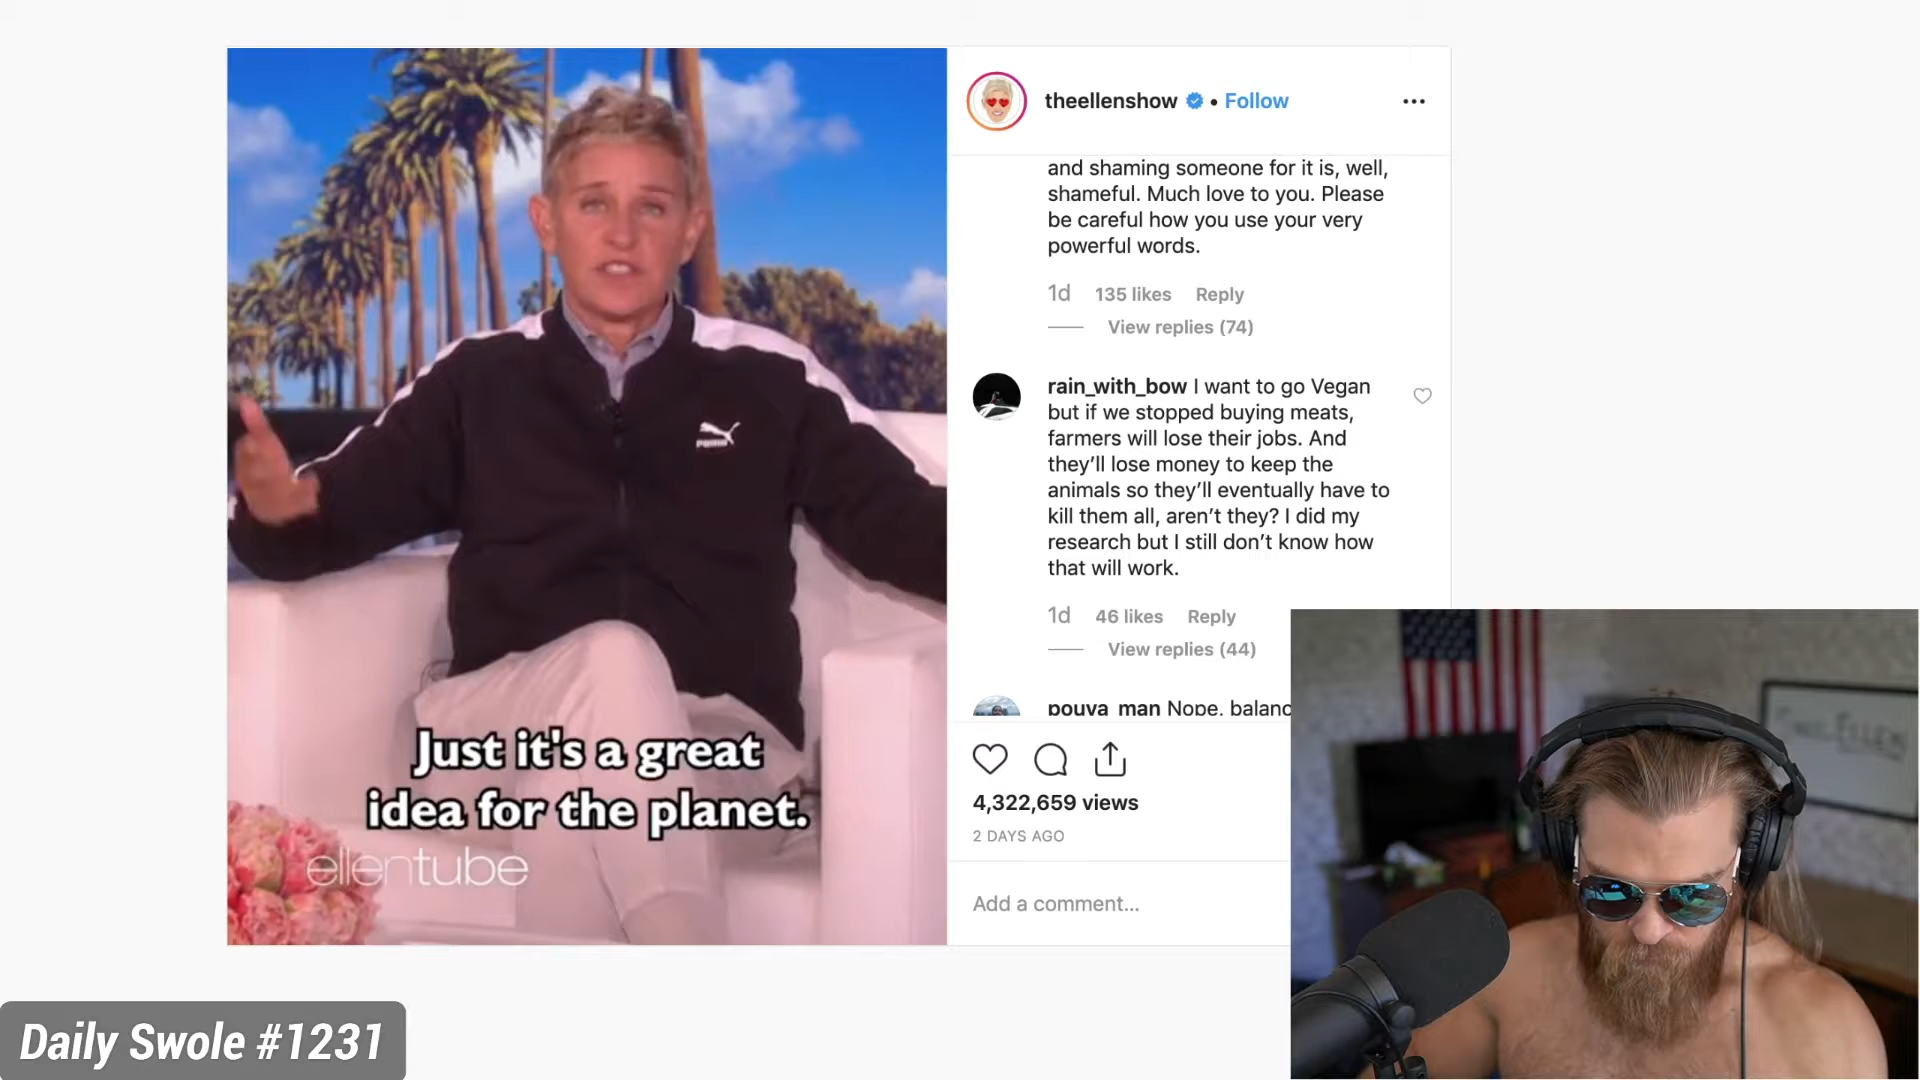 theellenshow • Follow
and shaming someone for it is, well,
shameful. Much love to you. Please
be careful how you use your very
powerful words.
1d 135 likes Reply
View replies (74)
rain_with_bow I want to go Vegan
but if we stopped buying meats,
farmers will lose their jobs. And
they’ll lose money to keep the
animals so they’ll eventually have to
kill them all, aren’t they? I did my
research but I still don’t know how
that will work.
1d 46 likes Reply
View replies (44)
pouya_man Nope, balanc
4,322,659 views
2 DAYS AGO
Add a comment...
PUMA
Just it's a great
idea for the planet.
ellentube
ELLEN
Daily Swole #1231